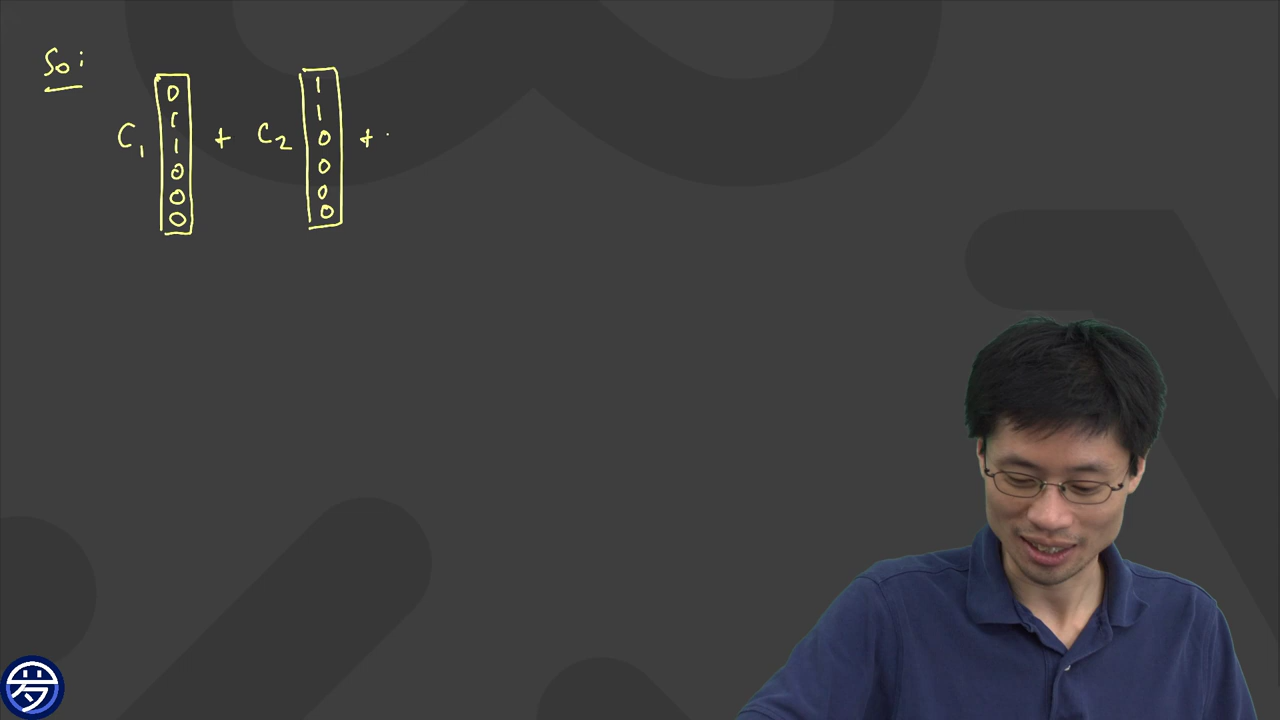 So:
0 1
1 1
C₁ 1 + C₂ 0 + .
0 0
0 0
0 0